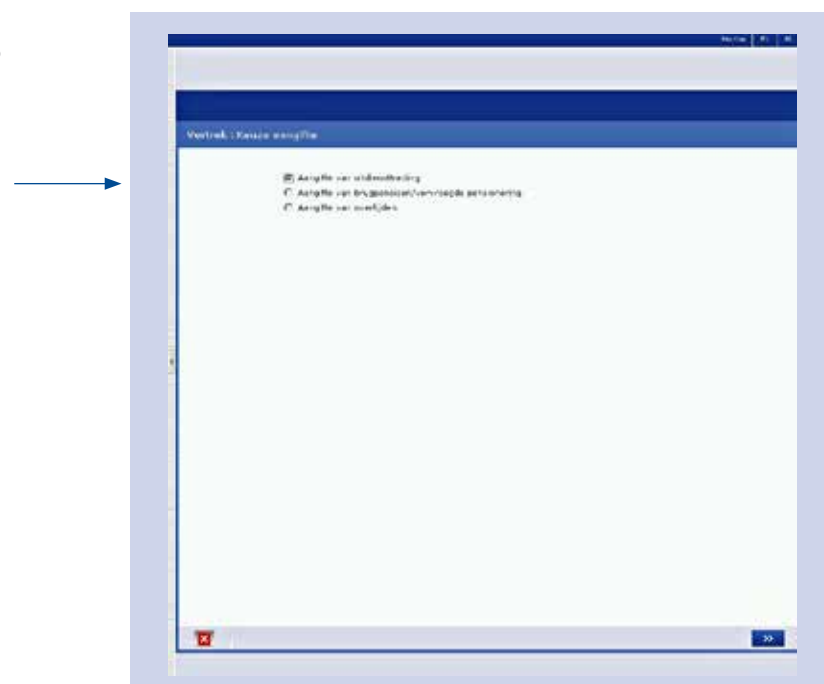 Vertrek : Keuze aangifte
Aangifte van uitdiensttreding
Aangifte van brugpensioen/vervroegde pensionering
Aangifte van overlijden
>>